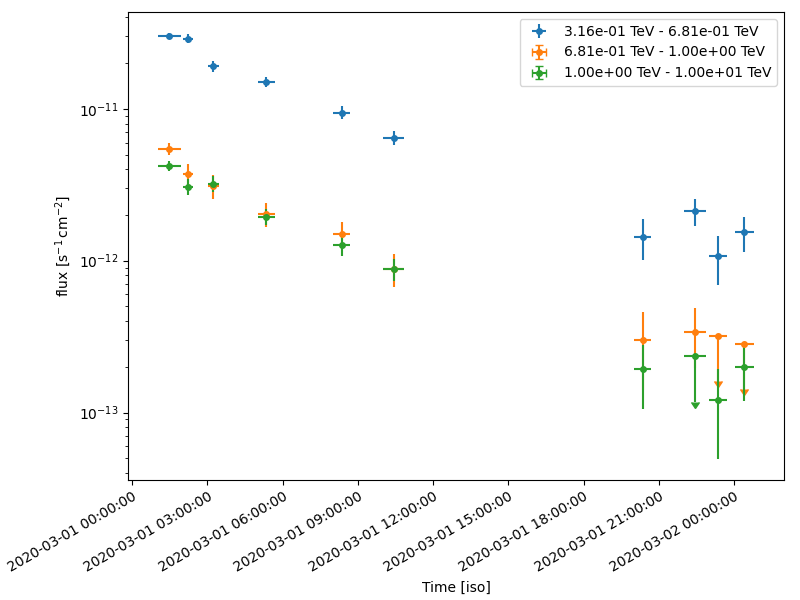 3.16e-01 TeV - 6.81e-01 TeV
6.81e-01 TeV - 1.00e+00 TeV
1.00e+00 TeV - 1.00e+01 TeV
10⁻¹¹
10⁻¹²
10⁻¹³
flux [s⁻¹ cm⁻²]
2020-03-01 00:00:00
2020-03-01 03:00:00
2020-03-01 06:00:00
2020-03-01 09:00:00
2020-03-01 12:00:00
2020-03-01 15:00:00
2020-03-01 18:00:00
2020-03-01 21:00:00
2020-03-02 00:00:00
Time [iso]